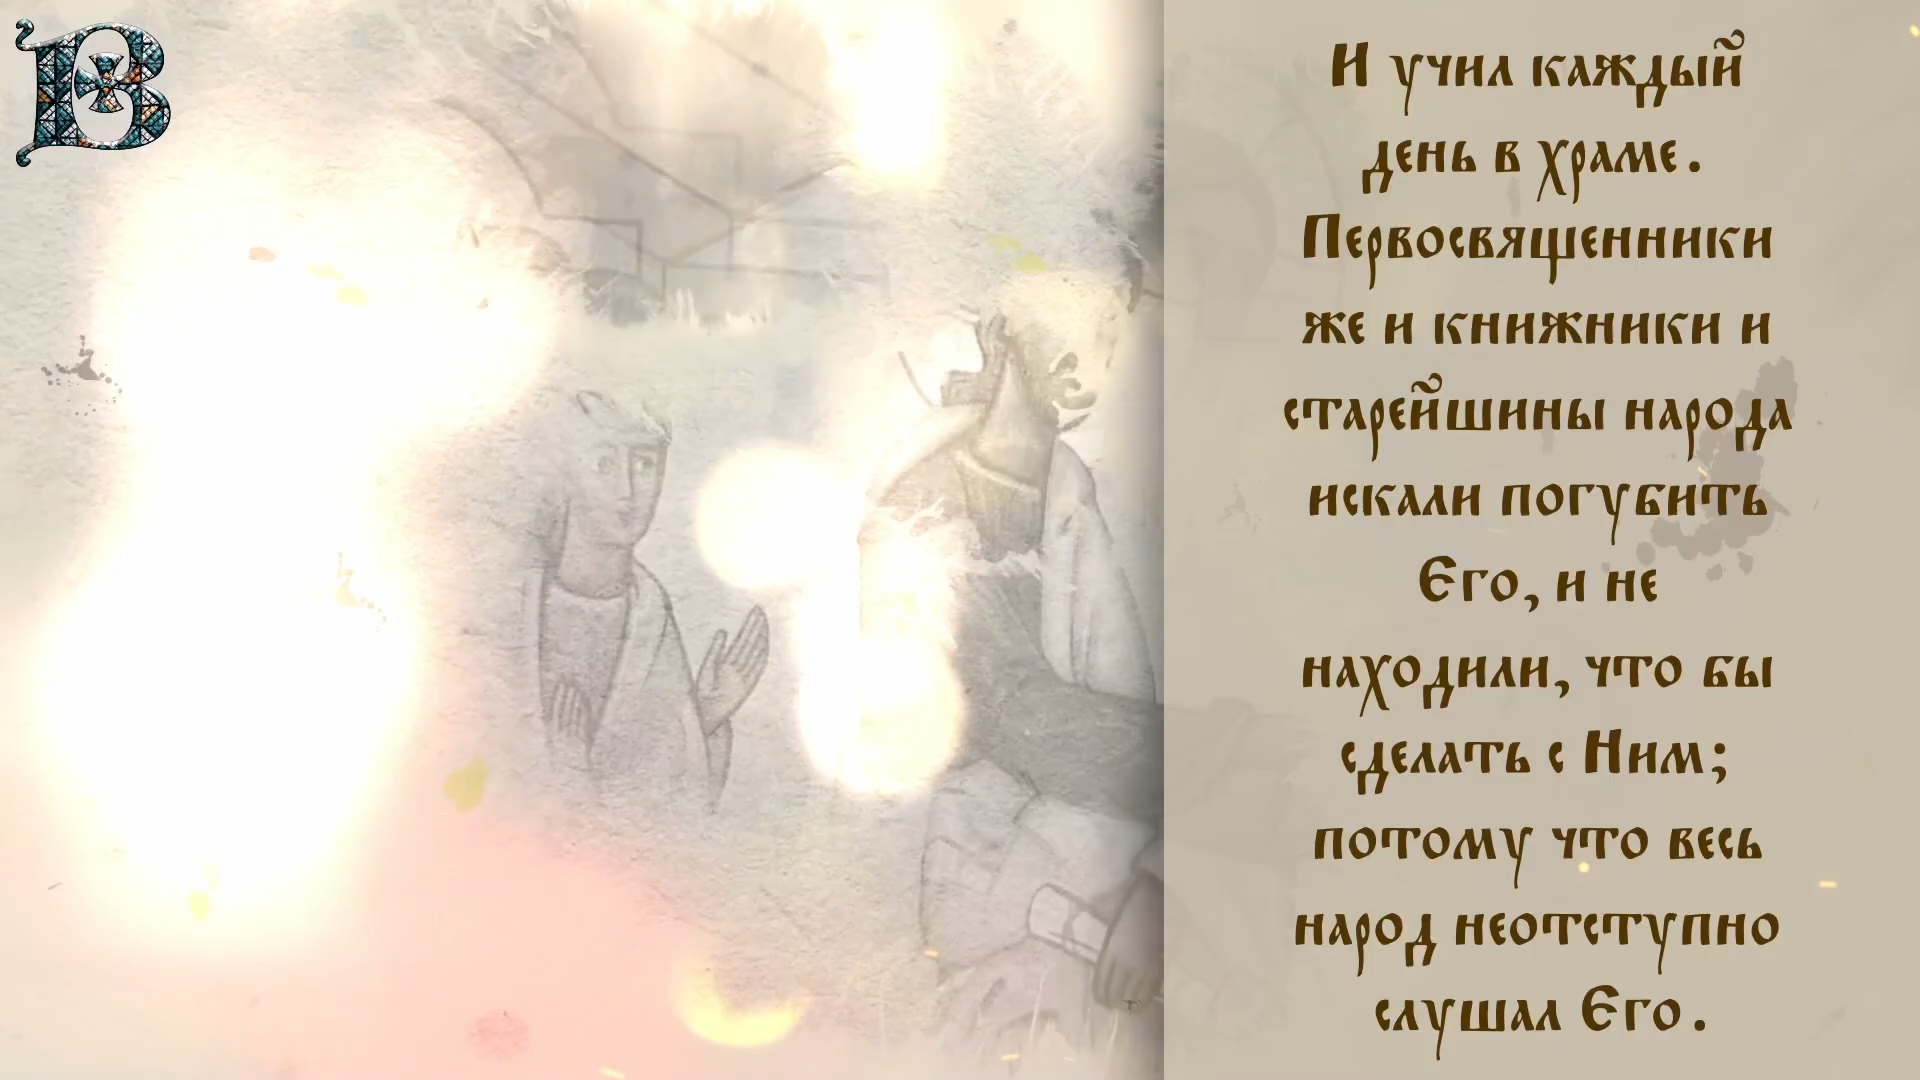 И учил каждый
день в храме.
Первосвященники
же и книжники и
старейшины народа
искали погубить
Его, и не
находили, что бы
сделать с Ним;
потому что весь
народ неотступно
слушал Его.